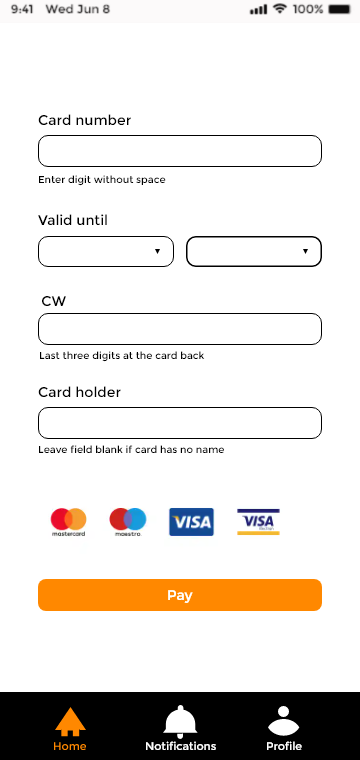 9:41 Wed Jun 8 100%
Card number
Enter digit without space
Valid until
CW
Last three digits at the card back
Card holder
Leave field blank if card has no name
mastercard maestro VISA VISA
Pay
Home Notifications Profile